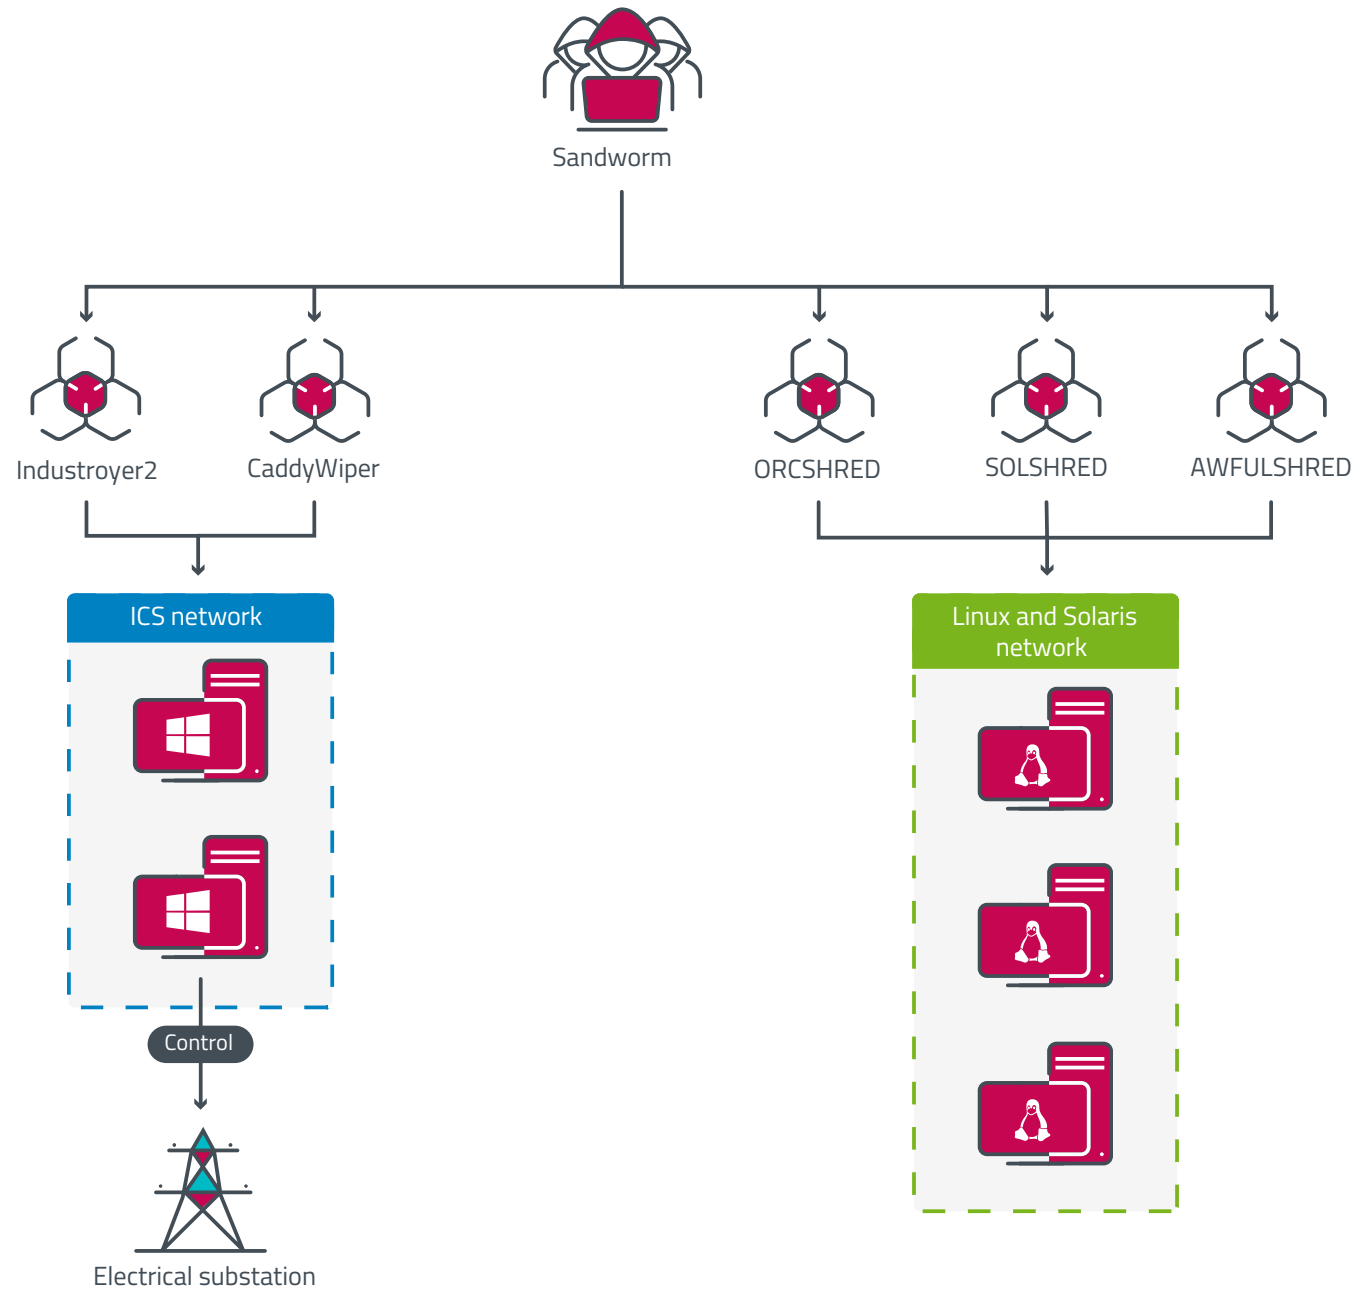 Sandworm
Industroyer2
CaddyWiper
ORCSHRED
SOLSHRED
AWFULSHRED
ICS network
Linux and Solaris
network
Control
Electrical substation